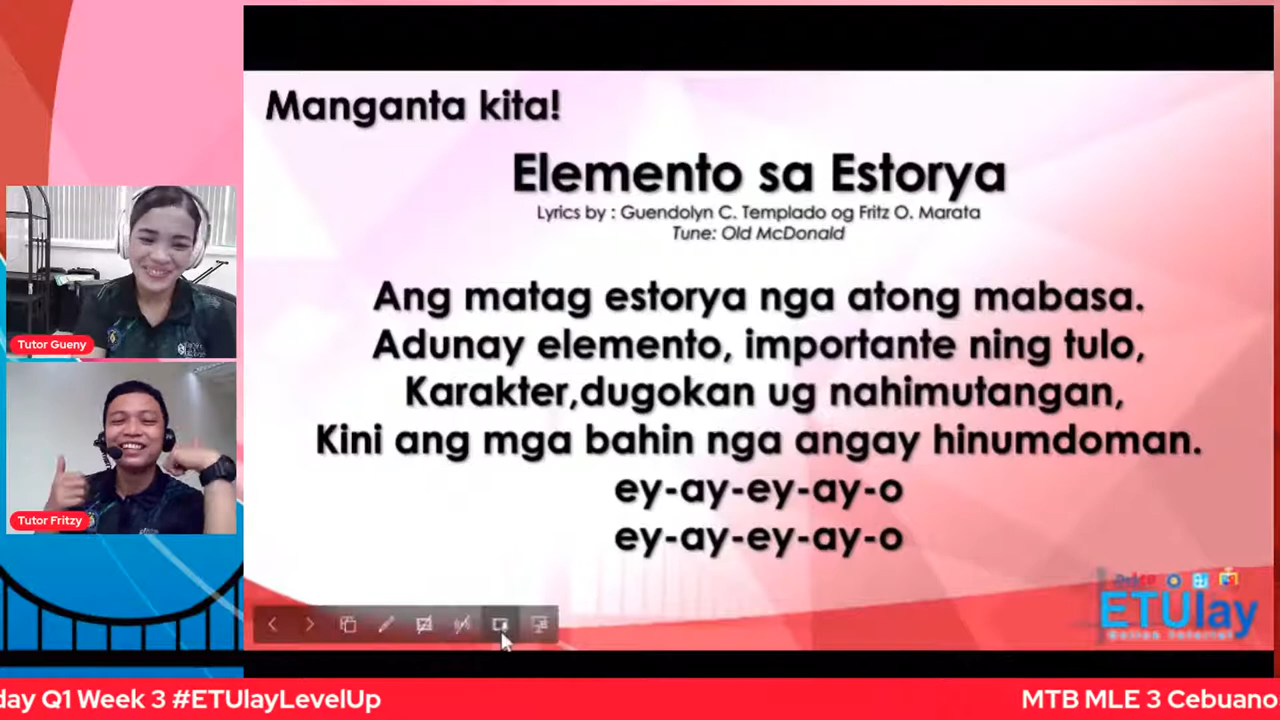 Manganta kita!
Elemento sa Estorya
Lyrics by : Guendolyn C. Templado og Fritz O. Marata
Tune: Old McDonald
Ang matag estorya nga atong mabasa.
Adunay elemento, importante ning tulo,
Karakter,dugokan ug nahimutangan,
Kini ang mga bahin nga angay hinumdoman.
ey-ay-ey-ay-o
ey-ay-ey-ay-o
Tutor Gueny
Tutor Fritzy
ETUlay
Online Tutorial
day Q1 Week 3 #ETUlayLevelUp
MTB MLE 3 Cebuano